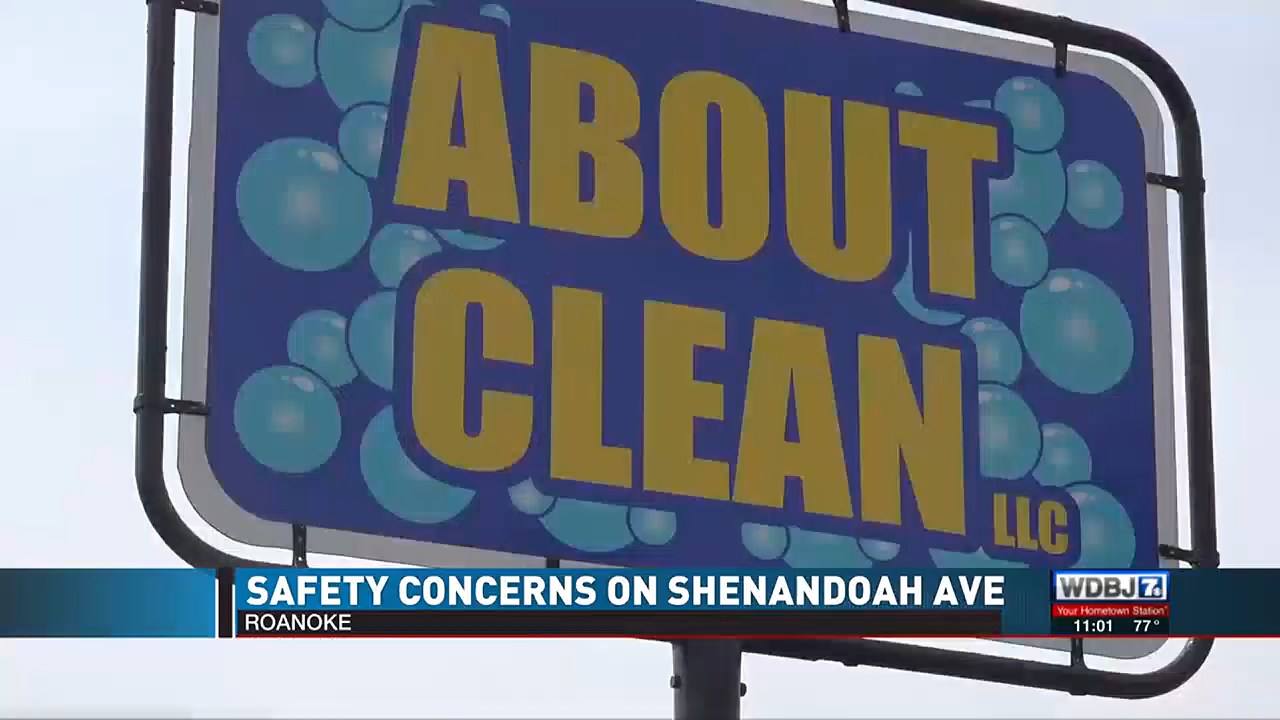 ABOUT
CLEAN
LLC
SAFETY CONCERNS ON SHENANDOAH AVE
ROANOKE
WDBJ7
Your Hometown Station
11:01 77°